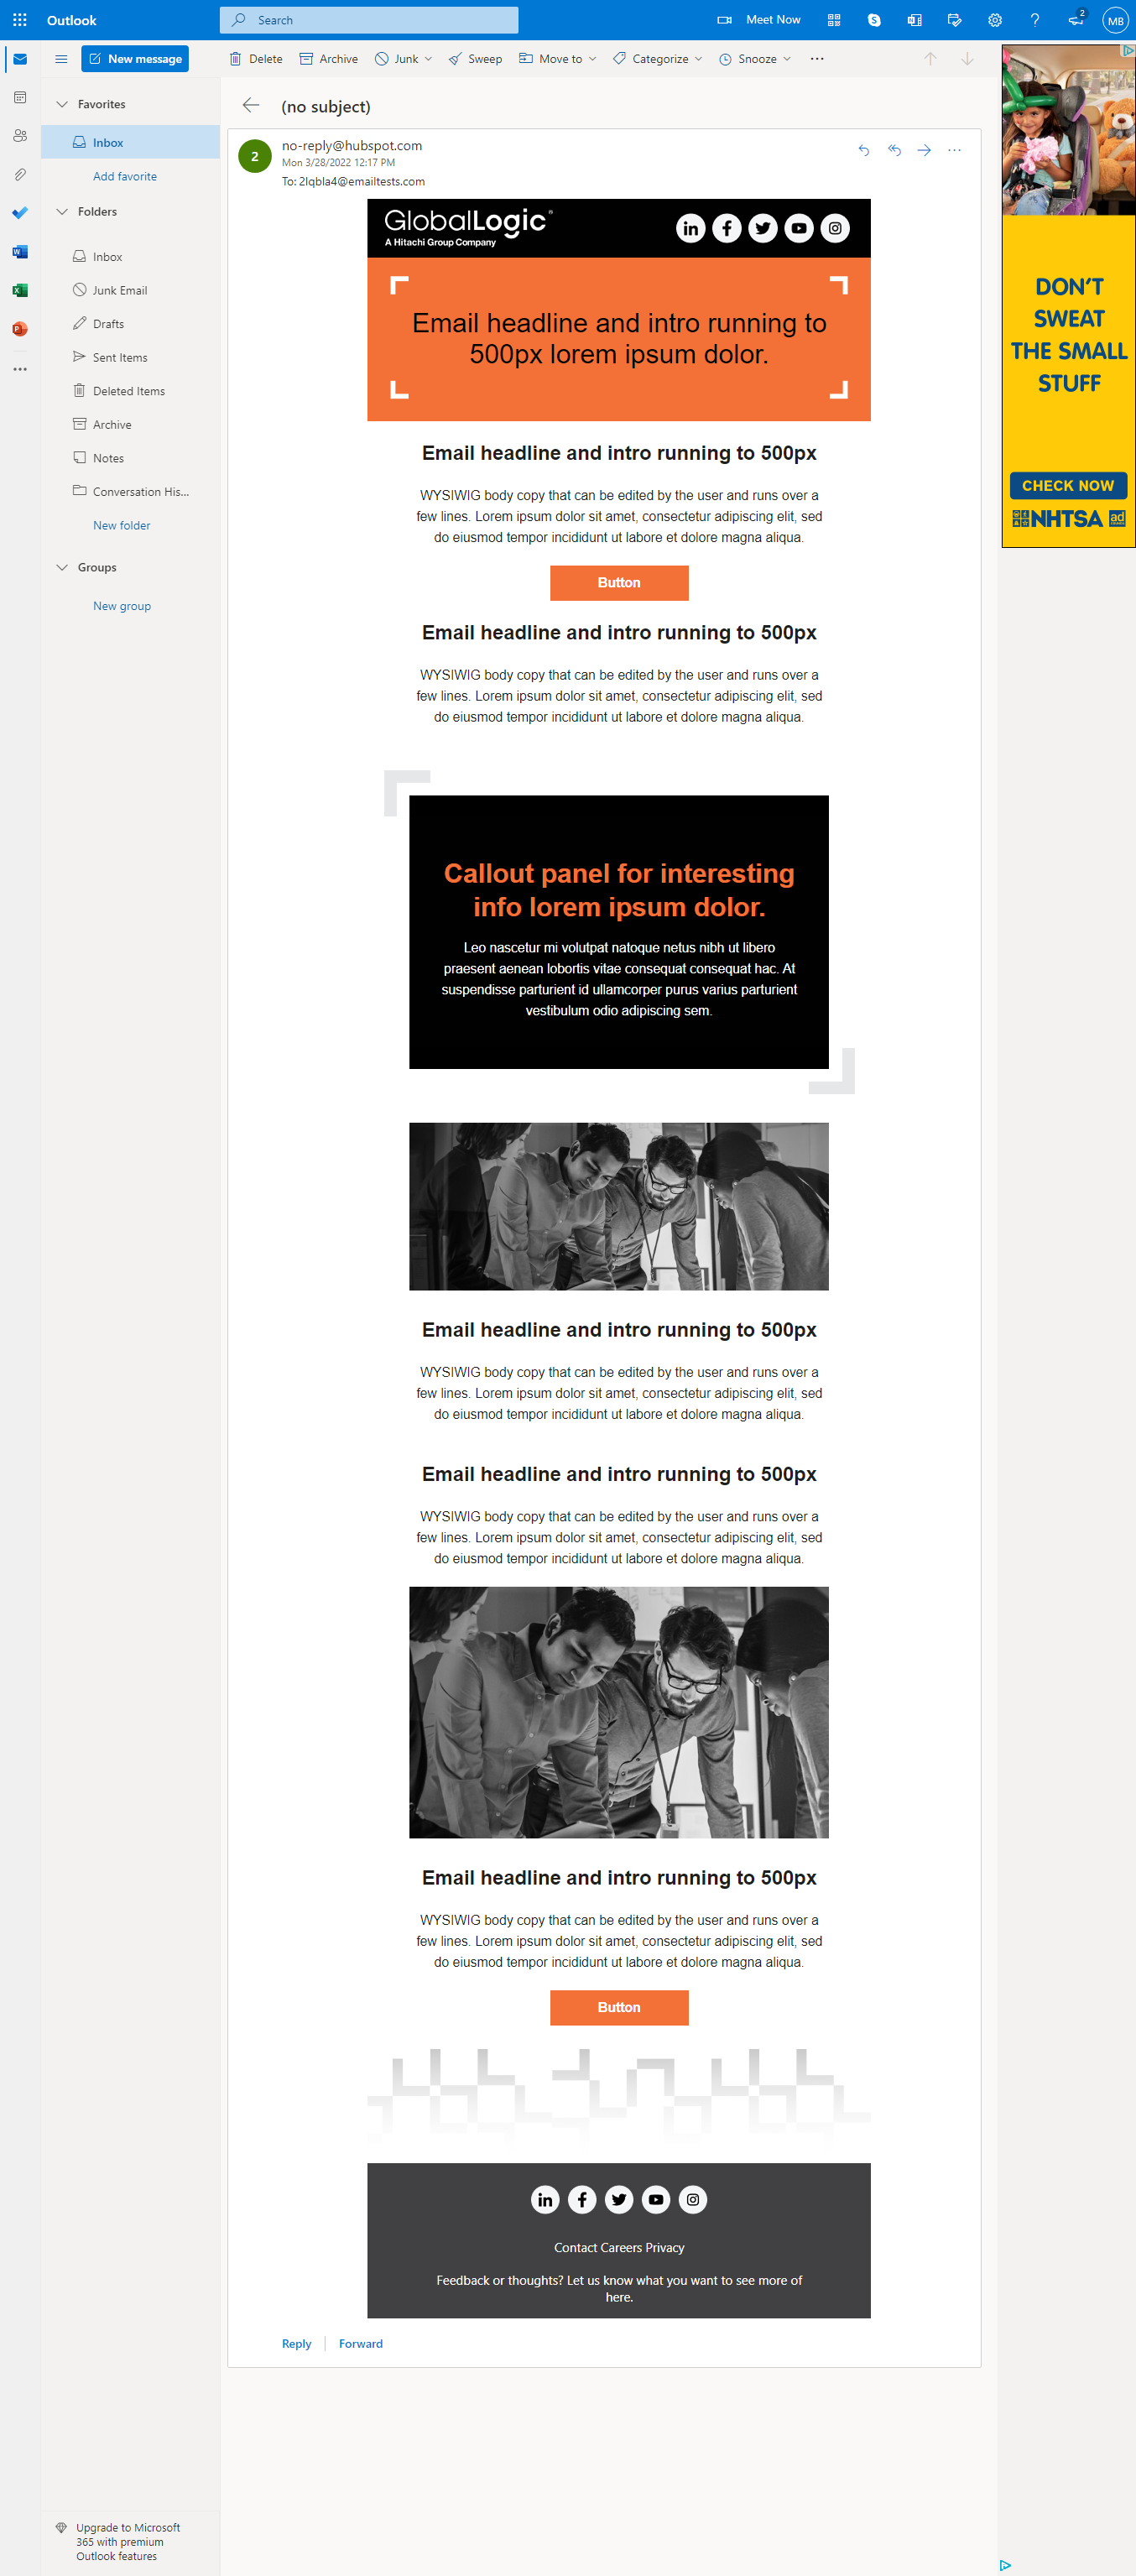 Outlook
Search
Meet Now
2
MB
New message
Delete
Archive
Junk
Sweep
Move to
Categorize
Snooze
Favorites
Inbox
Add favorite
Folders
Inbox
Junk Email
Drafts
Sent Items
Deleted Items
Archive
Notes
Conversation His...
New folder
Groups
New group
Upgrade to Microsoft
365 with premium
Outlook features
(no subject)
2
no-reply@hubspot.com
Mon 3/28/2022 12:17 PM
To: 2lqbla4@emailtests.com
GlobalLogic®
A Hitachi Group Company
Email headline and intro running to
500px lorem ipsum dolor.
Email headline and intro running to 500px
WYSIWIG body copy that can be edited by the user and runs over a
few lines. Lorem ipsum dolor sit amet, consectetur adipiscing elit, sed
do eiusmod tempor incididunt ut labore et dolore magna aliqua.
Button
Email headline and intro running to 500px
WYSIWIG body copy that can be edited by the user and runs over a
few lines. Lorem ipsum dolor sit amet, consectetur adipiscing elit, sed
do eiusmod tempor incididunt ut labore et dolore magna aliqua.
Callout panel for interesting
info lorem ipsum dolor.
Leo nascetur mi volutpat natoque netus nibh ut libero
praesent aenean lobortis vitae consequat consequat hac. At
suspendisse parturient id ullamcorper purus varius parturient
vestibulum odio adipiscing sem.
Email headline and intro running to 500px
WYSIWIG body copy that can be edited by the user and runs over a
few lines. Lorem ipsum dolor sit amet, consectetur adipiscing elit, sed
do eiusmod tempor incididunt ut labore et dolore magna aliqua.
Email headline and intro running to 500px
WYSIWIG body copy that can be edited by the user and runs over a
few lines. Lorem ipsum dolor sit amet, consectetur adipiscing elit, sed
do eiusmod tempor incididunt ut labore et dolore magna aliqua.
Email headline and intro running to 500px
WYSIWIG body copy that can be edited by the user and runs over a
few lines. Lorem ipsum dolor sit amet, consectetur adipiscing elit, sed
do eiusmod tempor incididunt ut labore et dolore magna aliqua.
Button
Contact Careers Privacy
Feedback or thoughts? Let us know what you want to see more of
here.
Reply
Forward
DON'T
SWEAT
THE SMALL
STUFF
CHECK NOW
NHTSA
ad